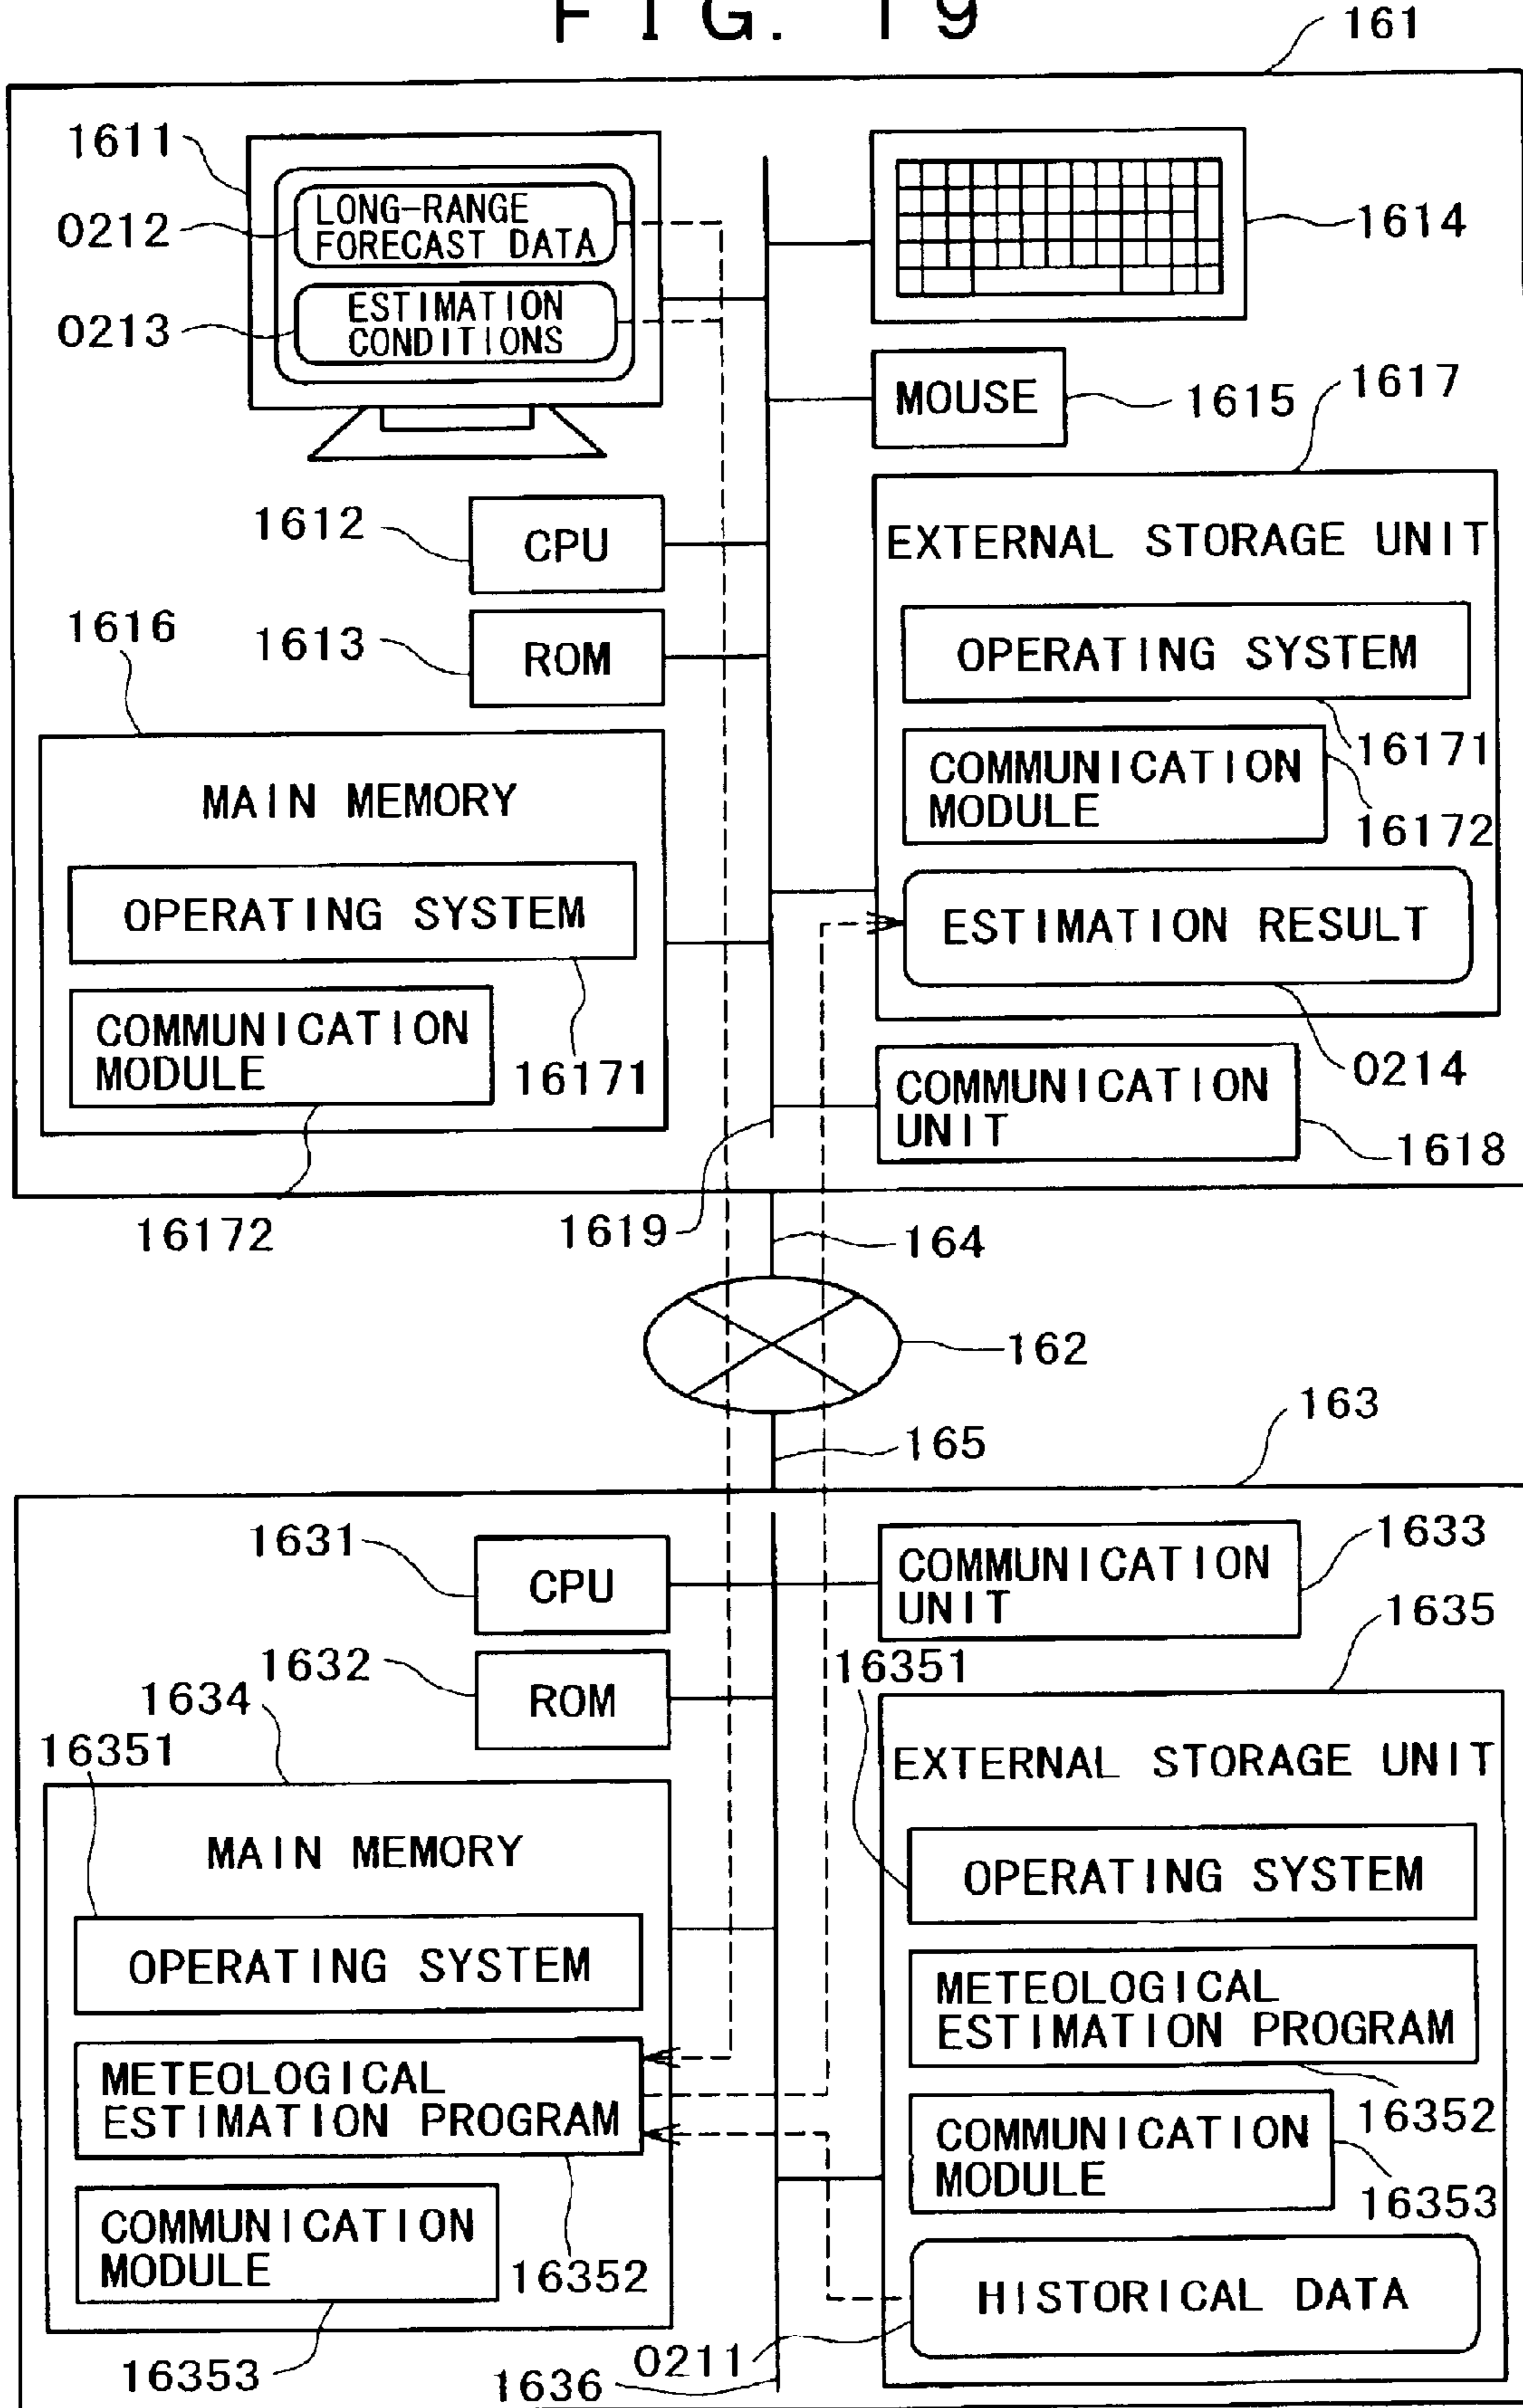 FIG. 19
161
1611
0212
LONG-RANGE
FORECAST DATA
0213
ESTIMATION
CONDITIONS
1614
MOUSE
1615
1617
1612
CPU
EXTERNAL STORAGE UNIT
1616
1613
ROM
OPERATING SYSTEM
16171
COMMUNICATION
MODULE
16172
MAIN MEMORY
OPERATING SYSTEM
16171
COMMUNICATION
MODULE
16172
ESTIMATION RESULT
0214
COMMUNICATION
UNIT
1618
1619
164
162
165
163
1631
CPU
COMMUNICATION
UNIT
1633
1635
1632
ROM
1634
16351
16351
EXTERNAL STORAGE UNIT
MAIN MEMORY
OPERATING SYSTEM
OPERATING SYSTEM
METEOLOGICAL
ESTIMATION PROGRAM
16352
METEOLOGICAL
ESTIMATION PROGRAM
16352
COMMUNICATION
MODULE
16353
COMMUNICATION
MODULE
16353
HISTORICAL DATA
0211
1636